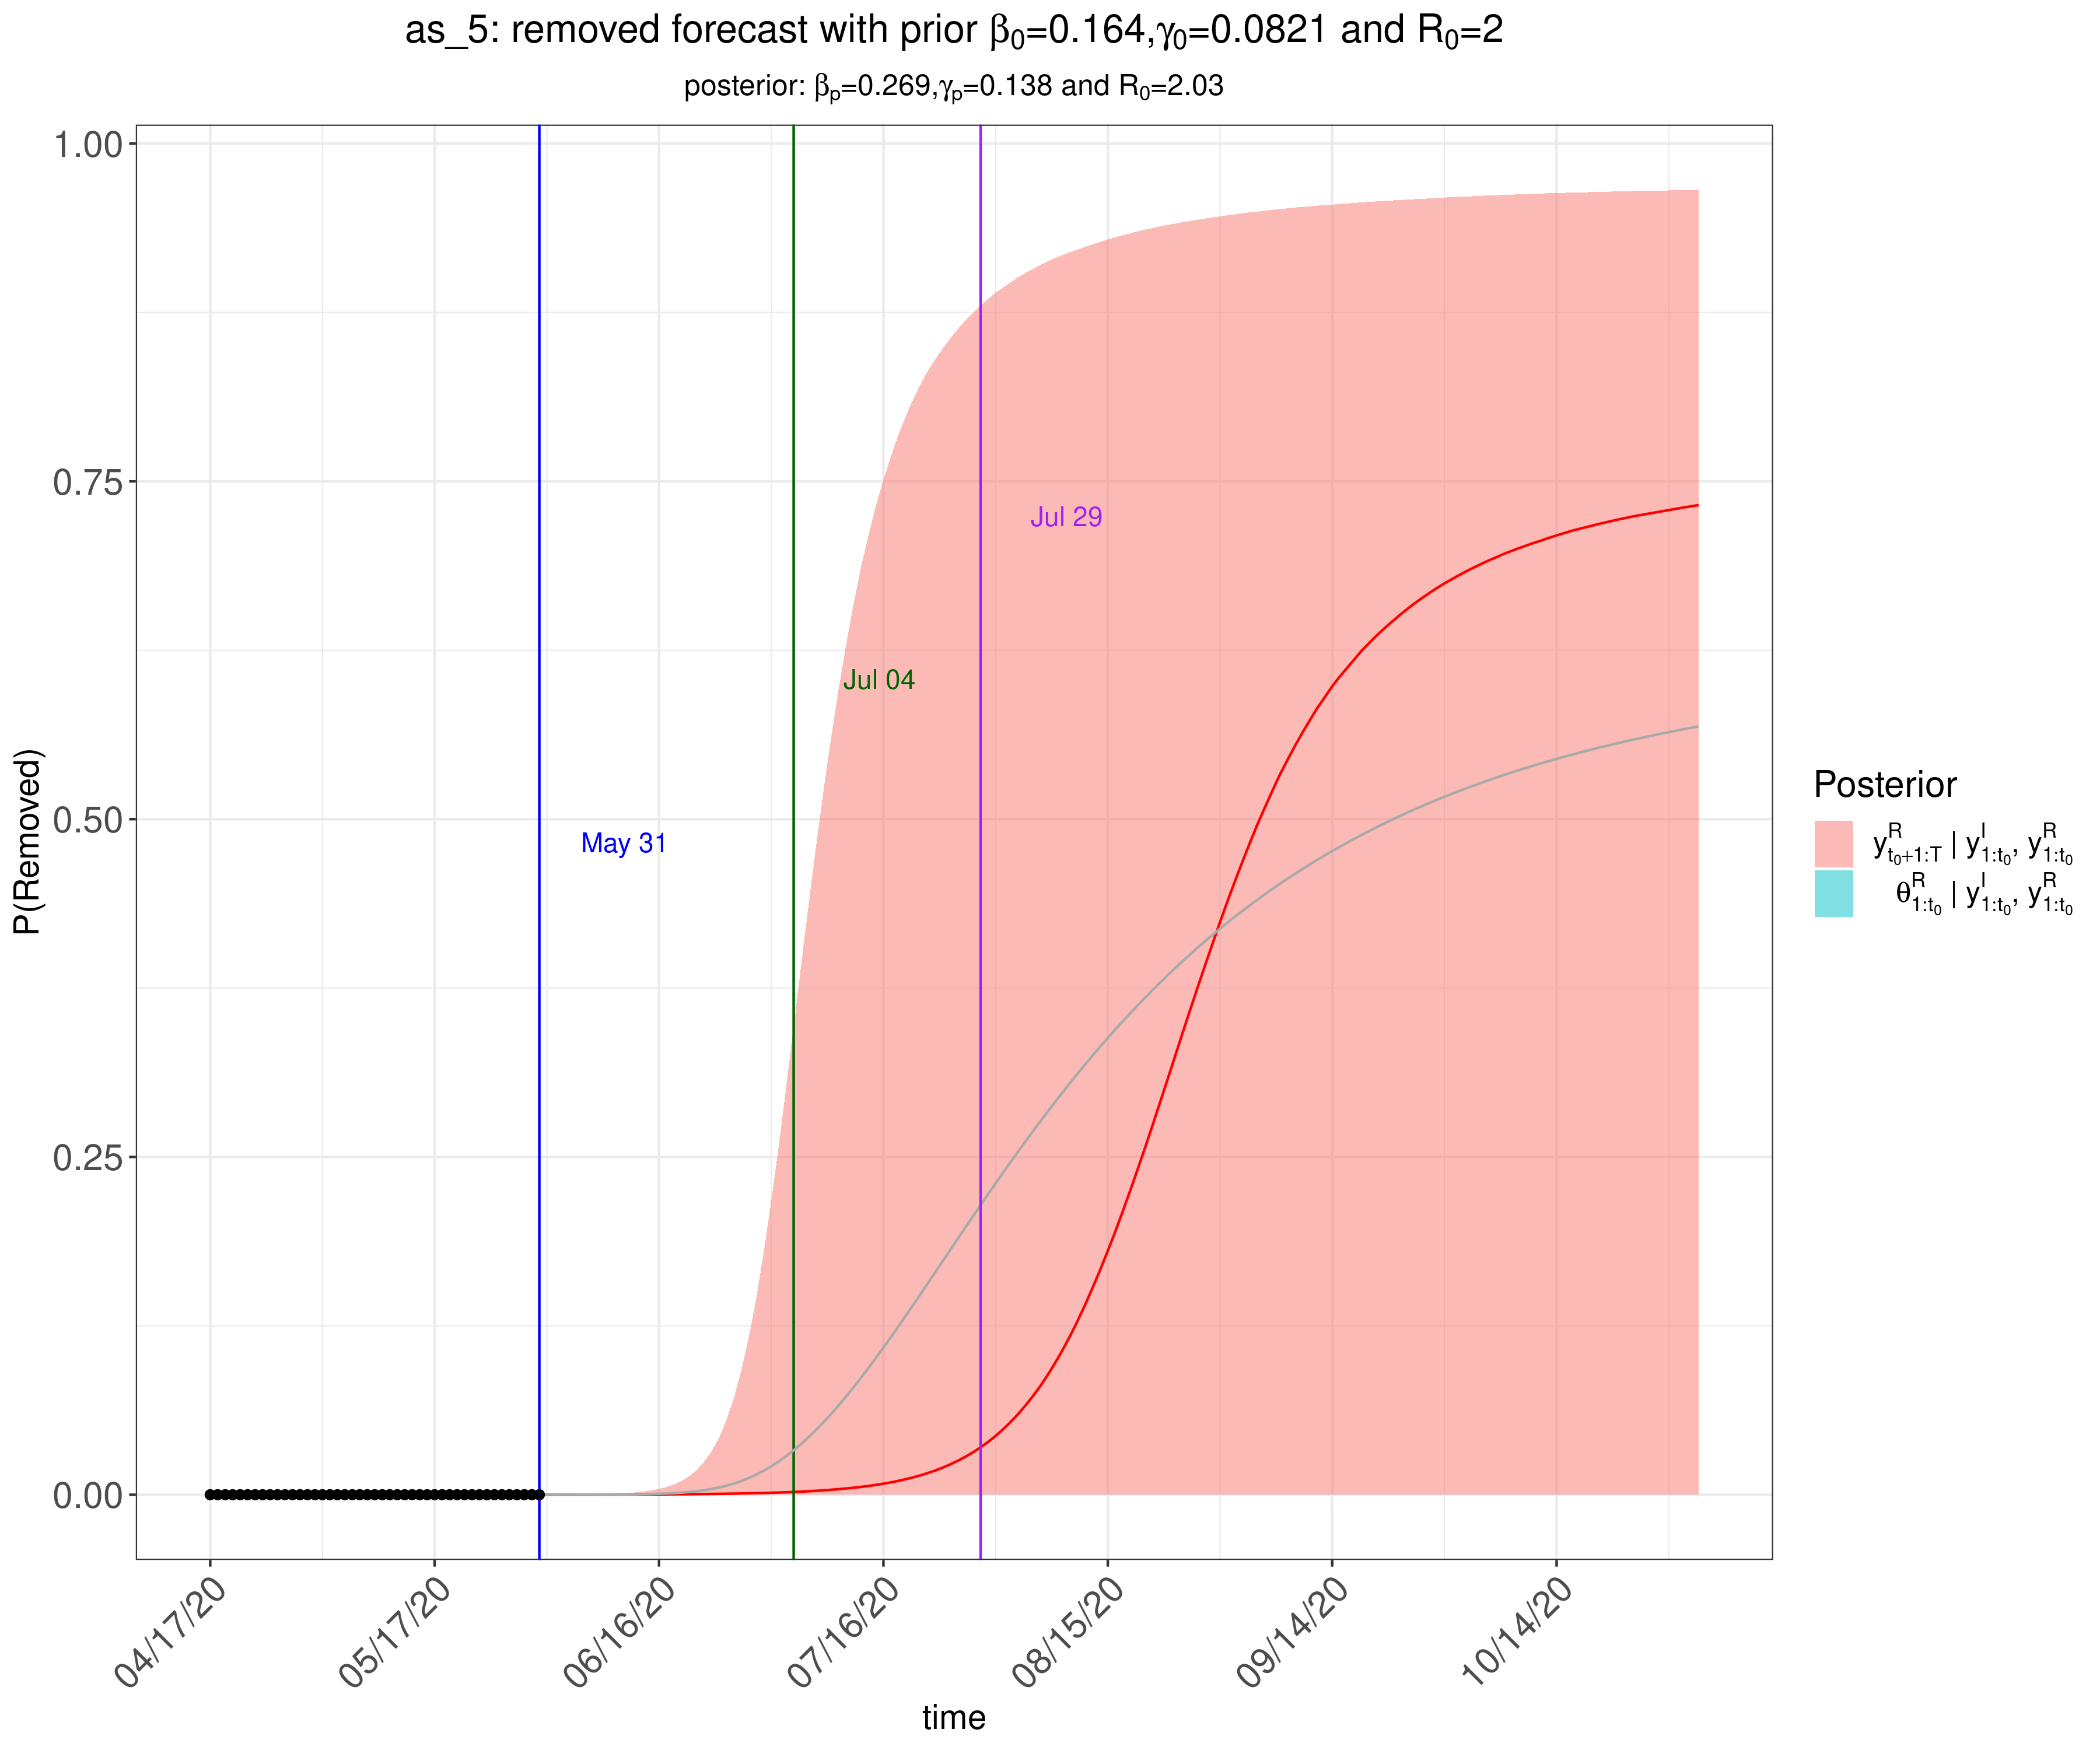 as_5: removed forecast with prior β₀=0.164,γ₀=0.0821 and R₀=2
posterior: βₚ=0.269,γₚ=0.138 and R₀=2.03
1.00
0.75
0.50
0.25
0.00
P(Removed)
May 31
Jul 04
Jul 29
04/17/20
05/17/20
06/16/20
07/16/20
08/15/20
09/14/20
10/14/20
time
Posterior
y^R_{t₀+1:T} | y^I_{1:t₀}, y^R_{1:t₀}
θ^R_{1:t₀} | y^I_{1:t₀}, y^R_{1:t₀}